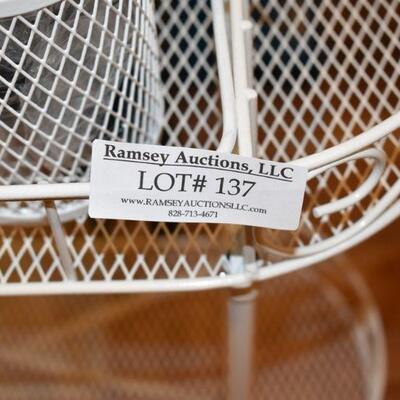 Ramsey Auctions, LLC
LOT# 137
WWW.RAMSEYAUCTIONSLLC.com
828-713-4671